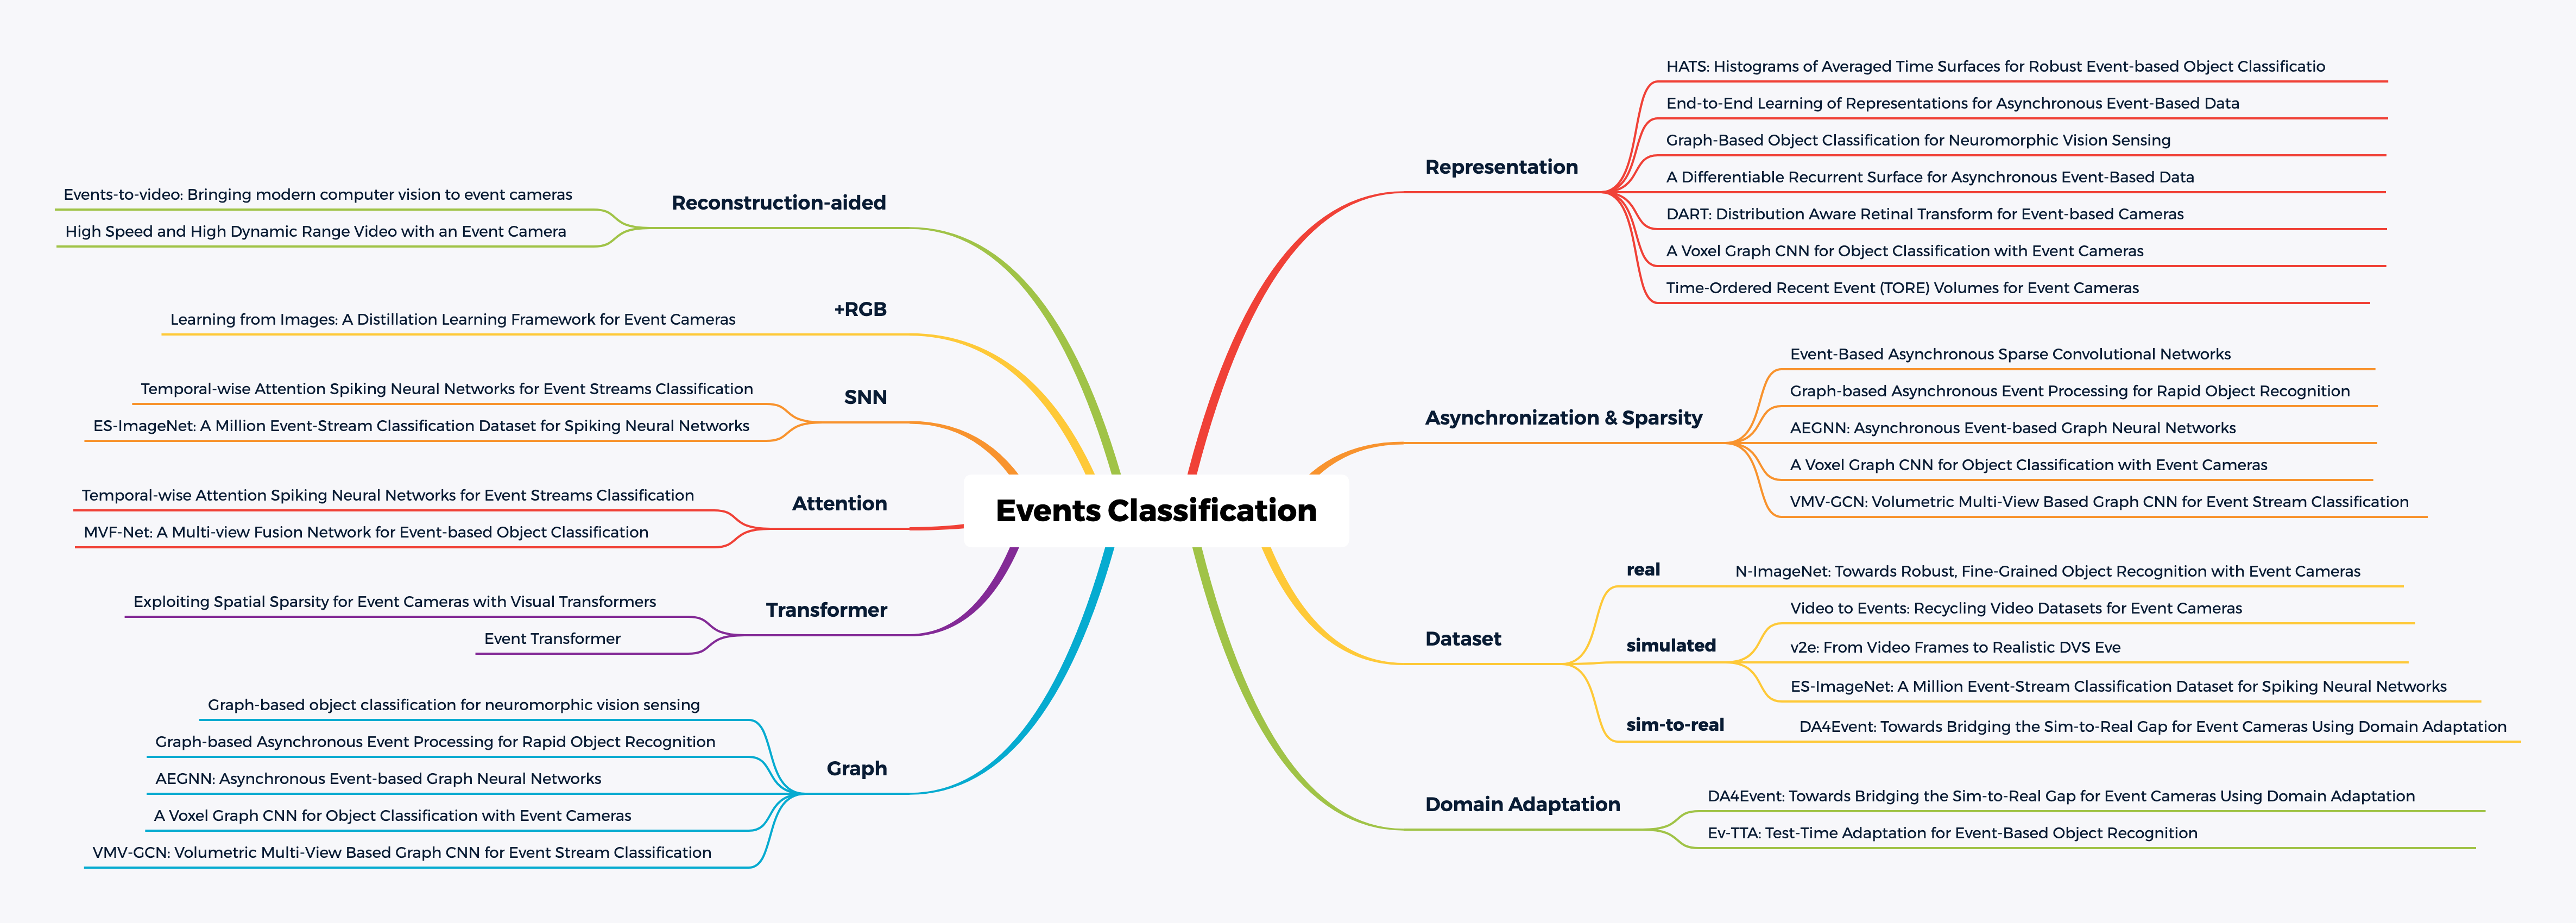 Events Classification
Reconstruction-aided
Events-to-video: Bringing modern computer vision to event cameras
High Speed and High Dynamic Range Video with an Event Camera
+RGB
Learning from Images: A Distillation Learning Framework for Event Cameras
SNN
Temporal-wise Attention Spiking Neural Networks for Event Streams Classification
ES-ImageNet: A Million Event-Stream Classification Dataset for Spiking Neural Networks
Attention
Temporal-wise Attention Spiking Neural Networks for Event Streams Classification
MVF-Net: A Multi-view Fusion Network for Event-based Object Classification
Transformer
Exploiting Spatial Sparsity for Event Cameras with Visual Transformers
Event Transformer
Graph
Graph-based object classification for neuromorphic vision sensing
Graph-based Asynchronous Event Processing for Rapid Object Recognition
AEGNN: Asynchronous Event-based Graph Neural Networks
A Voxel Graph CNN for Object Classification with Event Cameras
VMV-GCN: Volumetric Multi-View Based Graph CNN for Event Stream Classification
Representation
HATS: Histograms of Averaged Time Surfaces for Robust Event-based Object Classificatio
End-to-End Learning of Representations for Asynchronous Event-Based Data
Graph-Based Object Classification for Neuromorphic Vision Sensing
A Differentiable Recurrent Surface for Asynchronous Event-Based Data
DART: Distribution Aware Retinal Transform for Event-based Cameras
A Voxel Graph CNN for Object Classification with Event Cameras
Time-Ordered Recent Event (TORE) Volumes for Event Cameras
Asynchronization & Sparsity
Event-Based Asynchronous Sparse Convolutional Networks
Graph-based Asynchronous Event Processing for Rapid Object Recognition
AEGNN: Asynchronous Event-based Graph Neural Networks
A Voxel Graph CNN for Object Classification with Event Cameras
VMV-GCN: Volumetric Multi-View Based Graph CNN for Event Stream Classification
Dataset
real
N-ImageNet: Towards Robust, Fine-Grained Object Recognition with Event Cameras
simulated
Video to Events: Recycling Video Datasets for Event Cameras
v2e: From Video Frames to Realistic DVS Eve
ES-ImageNet: A Million Event-Stream Classification Dataset for Spiking Neural Networks
sim-to-real
DA4Event: Towards Bridging the Sim-to-Real Gap for Event Cameras Using Domain Adaptation
Domain Adaptation
DA4Event: Towards Bridging the Sim-to-Real Gap for Event Cameras Using Domain Adaptation
Ev-TTA: Test-Time Adaptation for Event-Based Object Recognition